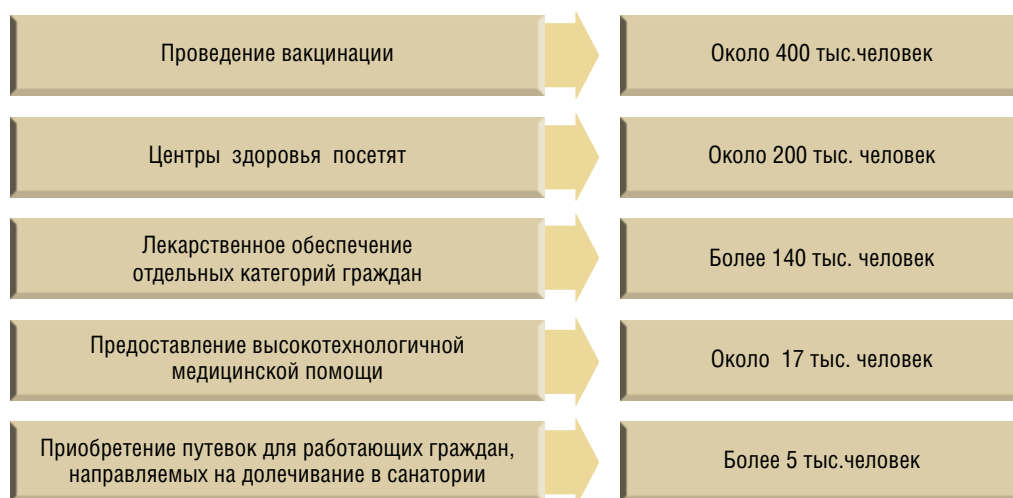 Проведение вакцинации
Около 400 тыс.человек
Центры здоровья посетят
Около 200 тыс. человек
Лекарственное обеспечение
отдельных категорий граждан
Более 140 тыс. человек
Предоставление высокотехнологичной
медицинской помощи
Около 17 тыс. человек
Приобретение путевок для работающих граждан,
направляемых на долечивание в санатории
Более 5 тыс.человек